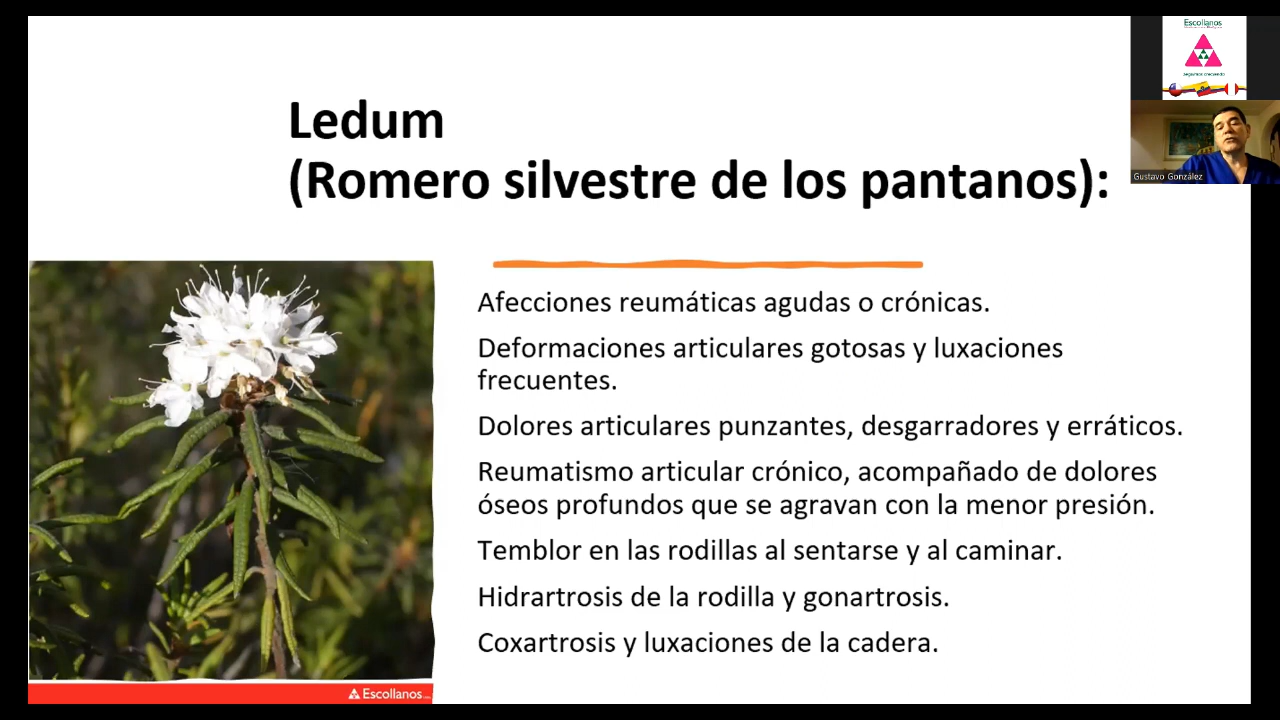 Ledum
(Romero silvestre de los pantanos):
Escollanos
Gustavo González
Afecciones reumáticas agudas o crónicas.
Deformaciones articulares gotosas y luxaciones
frecuentes.
Dolores articulares punzantes, desgarradores y erráticos.
Reumatismo articular crónico, acompañado de dolores
óseos profundos que se agravan con la menor presión.
Temblor en las rodillas al sentarse y al caminar.
Hidrartrosis de la rodilla y gonartrosis.
Coxartrosis y luxaciones de la cadera.
Escollanos